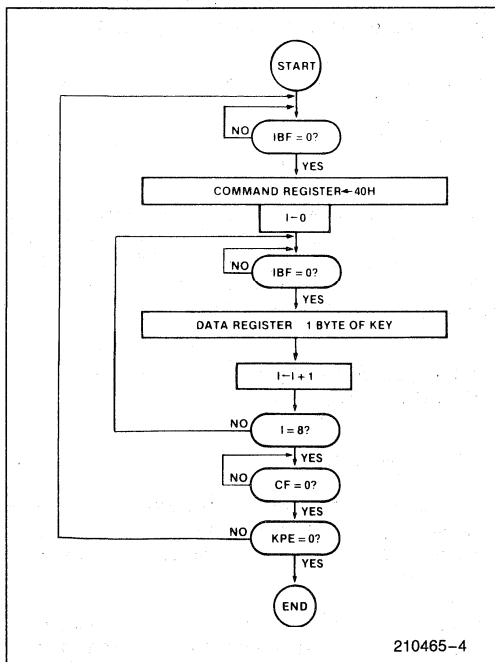 START
NO
IBF = 0?
YES
COMMAND REGISTER←40H
I←0
NO
IBF = 0?
YES
DATA REGISTER 1 BYTE OF KEY
I←I + 1
NO
I = 8?
YES
NO
CF = 0?
YES
NO
KPE = 0?
YES
END
210465-4